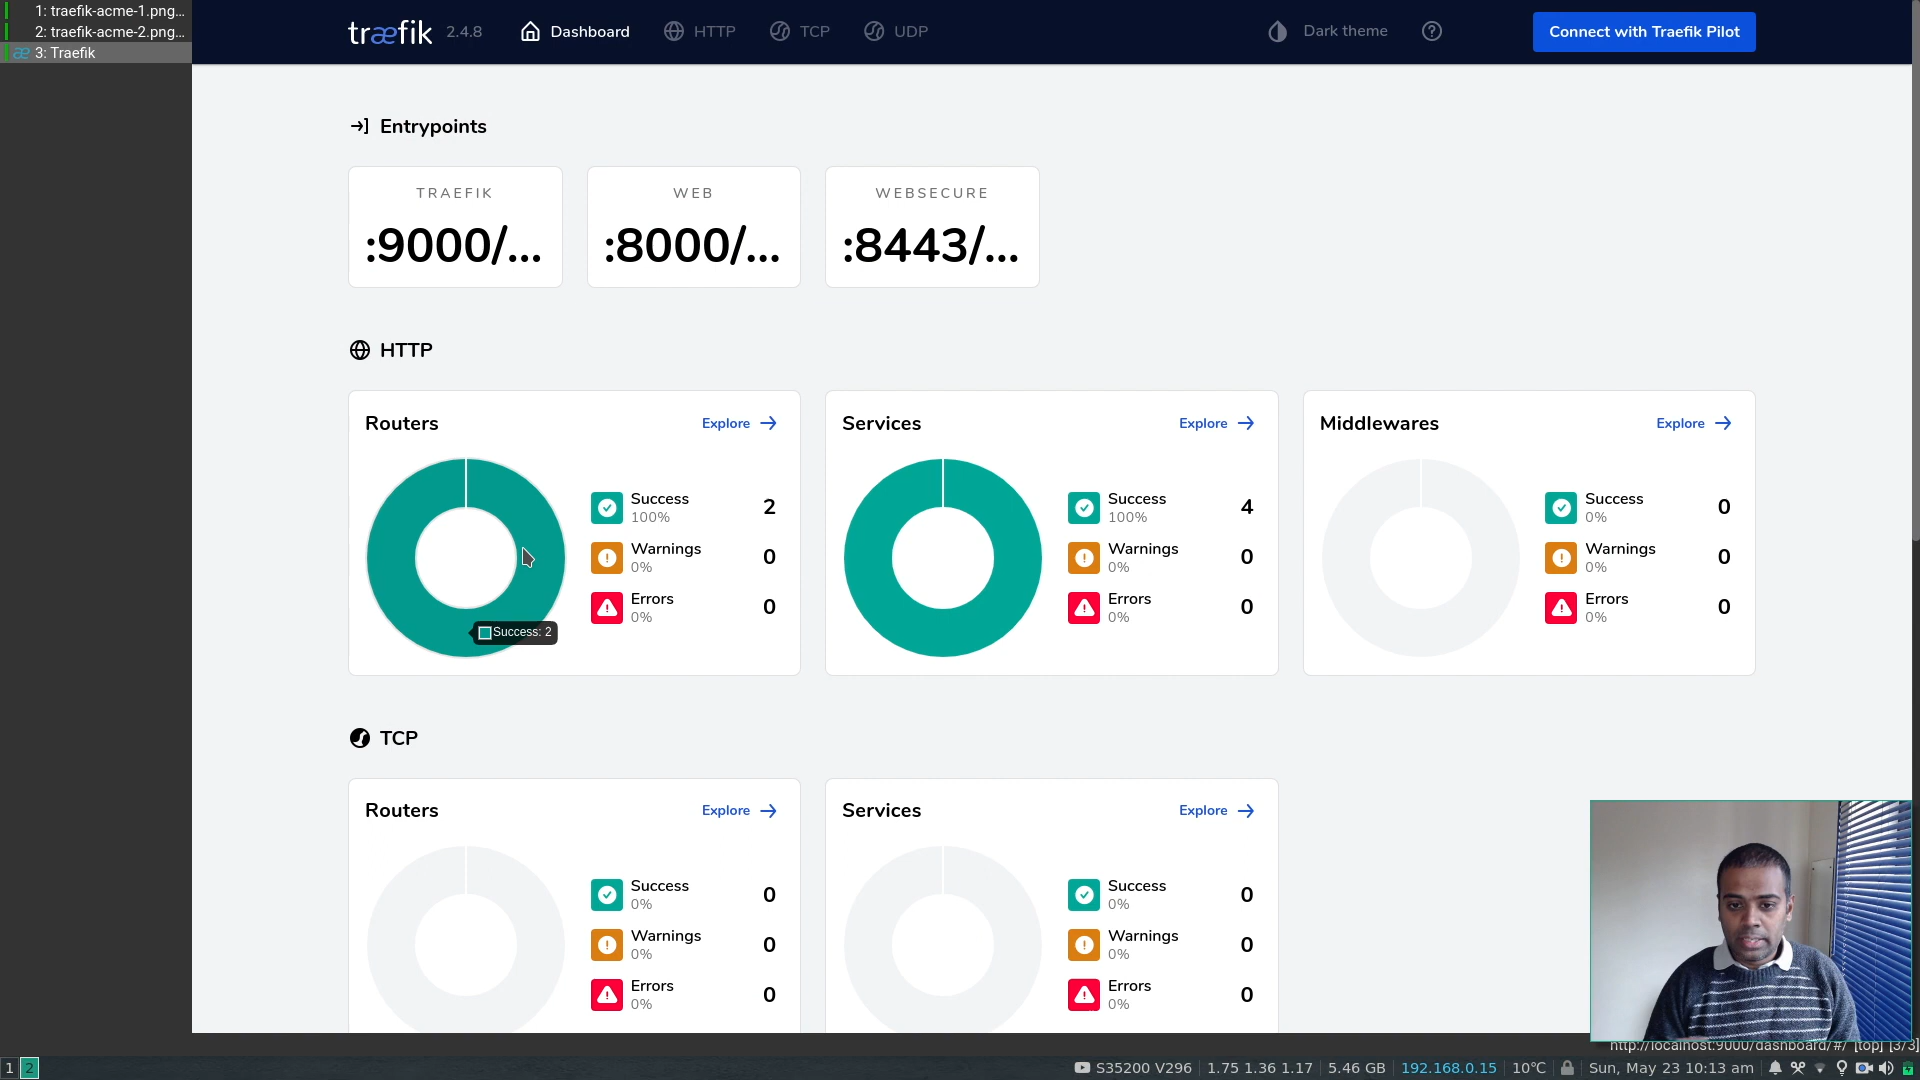 1: traefik-acme-1.png...
2: traefik-acme-2.png...
æ 3: Traefik
træfik 2.4.8 Dashboard HTTP TCP UDP Dark theme Connect with Traefik Pilot
Entrypoints
TRAEFIK WEB WEBSECURE
:9000/... :8000/... :8443/...
HTTP
Routers Explore
Success 2
100%
Warnings 0
0%
Errors 0
0%
Success: 2
Services Explore
Success 4
100%
Warnings 0
0%
Errors 0
0%
Middlewares Explore
Success 0
0%
Warnings 0
0%
Errors 0
0%
TCP
Routers Explore
Success 0
0%
Warnings 0
0%
Errors 0
0%
Services Explore
Success 0
0%
Warnings 0
0%
Errors 0
0%
http://localhost:9000/dashboard/#/ [top] [3/3]
1 2 S35200 V296 1.75 1.36 1.17 5.46 GB 192.168.0.15 10°C Sun, May 23 10:13 am